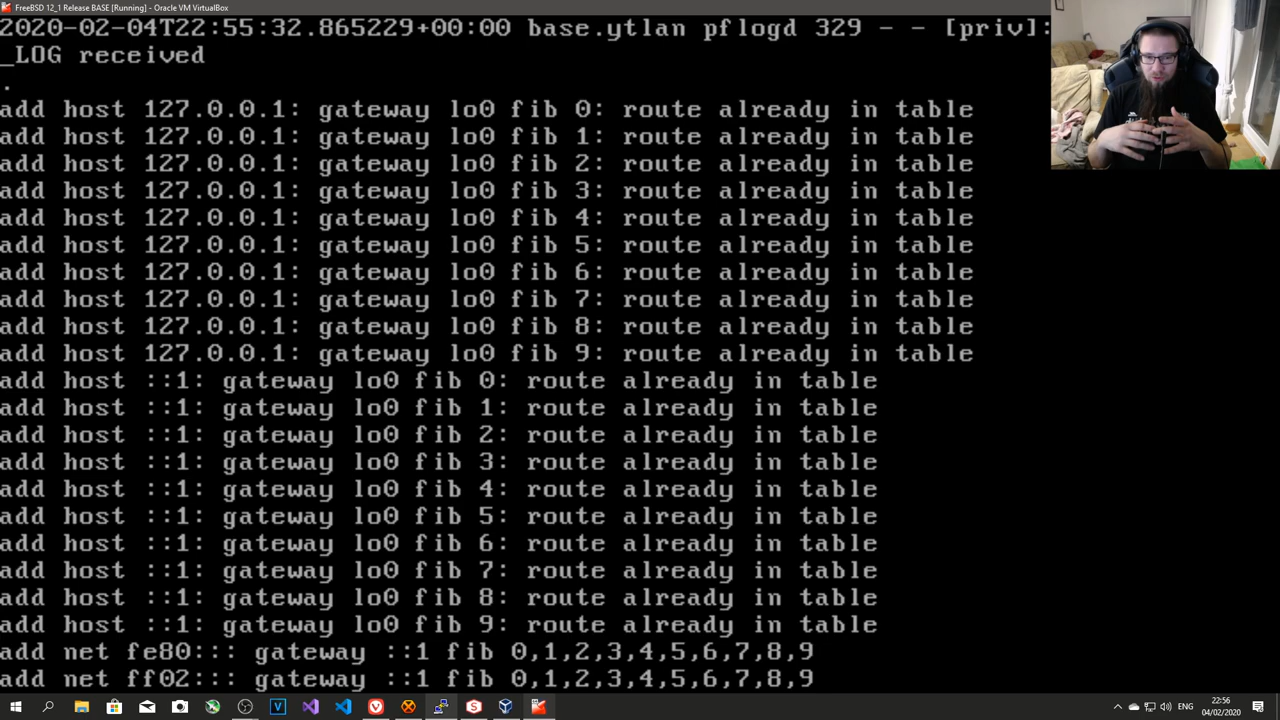 FreeBSD 12_1 Release BASE [Running] - Oracle VM VirtualBox
2020-02-04T22:55:32.865229+00:00 base.ytlan pflogd 329 - - [priv]:
_LOG received
.
add host 127.0.0.1: gateway lo0 fib 0: route already in table
add host 127.0.0.1: gateway lo0 fib 1: route already in table
add host 127.0.0.1: gateway lo0 fib 2: route already in table
add host 127.0.0.1: gateway lo0 fib 3: route already in table
add host 127.0.0.1: gateway lo0 fib 4: route already in table
add host 127.0.0.1: gateway lo0 fib 5: route already in table
add host 127.0.0.1: gateway lo0 fib 6: route already in table
add host 127.0.0.1: gateway lo0 fib 7: route already in table
add host 127.0.0.1: gateway lo0 fib 8: route already in table
add host 127.0.0.1: gateway lo0 fib 9: route already in table
add host ::1: gateway lo0 fib 0: route already in table
add host ::1: gateway lo0 fib 1: route already in table
add host ::1: gateway lo0 fib 2: route already in table
add host ::1: gateway lo0 fib 3: route already in table
add host ::1: gateway lo0 fib 4: route already in table
add host ::1: gateway lo0 fib 5: route already in table
add host ::1: gateway lo0 fib 6: route already in table
add host ::1: gateway lo0 fib 7: route already in table
add host ::1: gateway lo0 fib 8: route already in table
add host ::1: gateway lo0 fib 9: route already in table
add net fe80::: gateway ::1 fib 0,1,2,3,4,5,6,7,8,9
add net ff02::: gateway ::1 fib 0,1,2,3,4,5,6,7,8,9
ENG
22:56
04/02/2020